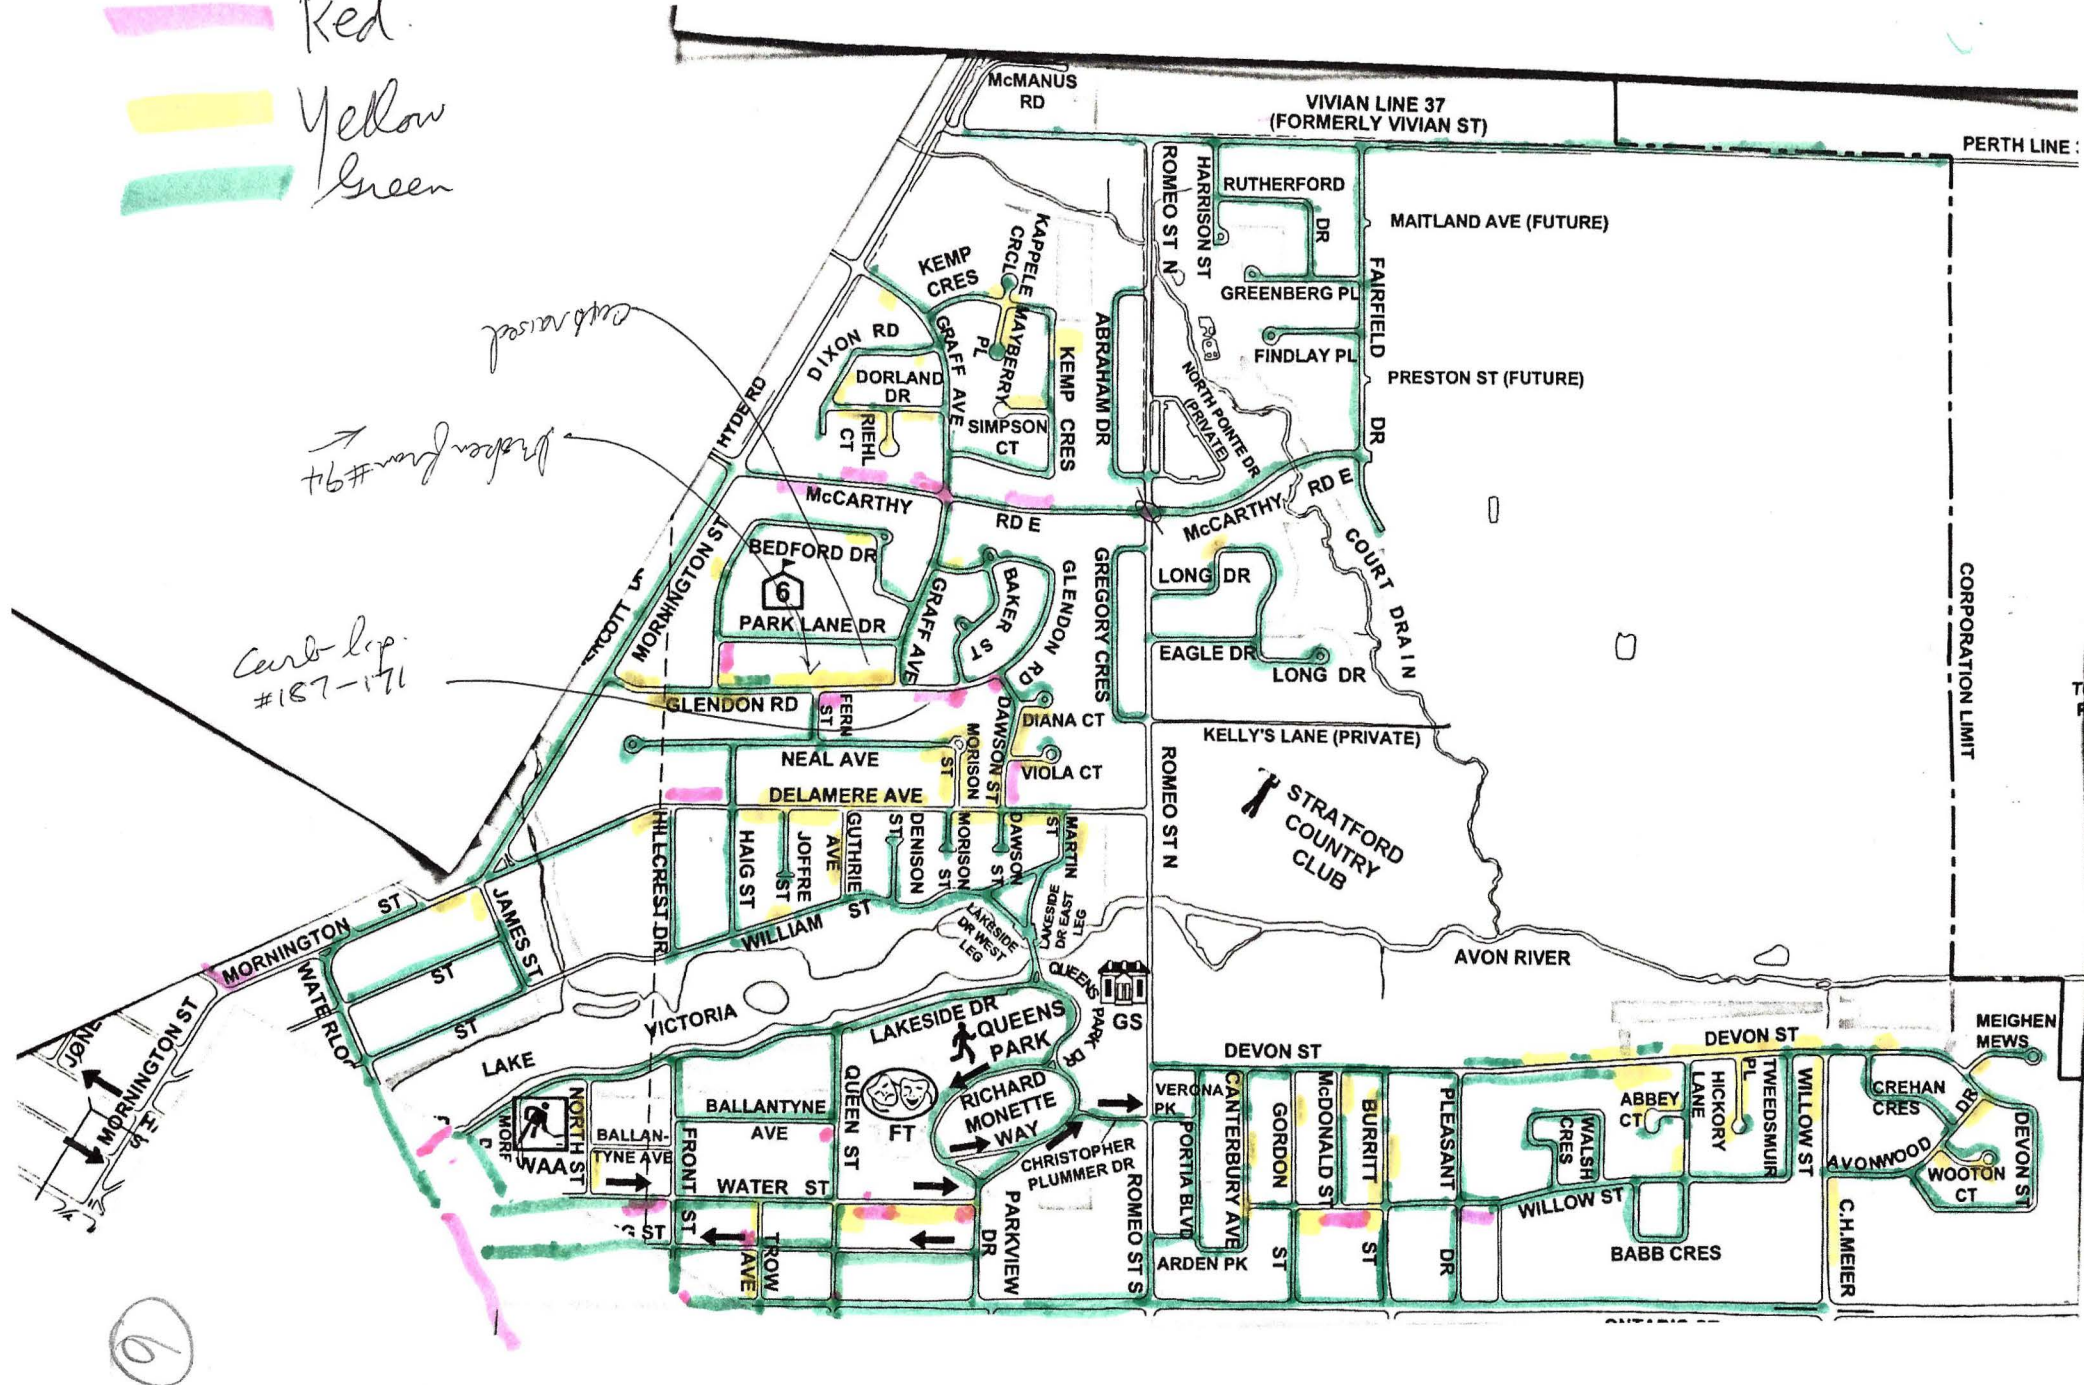 Red.
Yellow
Green
McMANUS
RD
VIVIAN LINE 37
(FORMERLY VIVIAN ST)
PERTH LINE
ROMEO ST N
HARRISON ST
RUTHERFORD
DR
MAITLAND AVE (FUTURE)
KAPPELE
CRCL
KEMP
CRES
GREENBERG PL
FAIRFIELD
DR
DIXON RD
GRAFF AVE
MAYBERRY
PL
KEMP CRES
ABRAHAM DR
FINDLAY PL
PRESTON ST (FUTURE)
NORTH POINTE DR
(PRIVATE)
DORLAND
DR
HYDE RD
RIEHL
CT
SIMPSON
CT
broken from #94
McCARTHY
RD E
McCARTHY
RD E
COURT DRAIN
MORNINGTON ST
BEDFORD DR
6
PARK LANE DR
GRAFF AVE
BAKER
ST
GLENDON RD
GREGORY CRES
LONG DR
EAGLE DR
LONG DR
CORPORATION LIMIT
Curb lip.
#187-171
GLENDON RD
FERN
ST
DAWSON ST
DIANA CT
KELLY'S LANE (PRIVATE)
NEAL AVE
MORISON
ST
VIOLA CT
ROMEO ST N
DELAMERE AVE
STRATFORD
COUNTRY
CLUB
HILLCREST DR
HAIG ST
JOFFRE
ST
GUTHRIE
AVE
DENISON
ST
MORISON
ST
DAWSON
ST
MARTIN
ST
JAMES ST
WILLIAM
ST
LAKESIDE
DR WEST
LEG
LAKESIDE
DR EAST
LEG
MORNINGTON
ST
ST
ST
AVON RIVER
QUEENS
PARK DR
GS
VICTORIA
LAKE
LAKESIDE DR
QUEENS
PARK
MORNINGTON ST
DEVON ST
DEVON ST
MEIGHEN
MEWS
QUEEN ST
FT
RICHARD
MONETTE
WAY
CHRISTOPHER
PLUMMER DR
BALLANTYNE
AVE
BALLAN-
TYNE AVE
NORTH ST
WAA
FRONT ST
WATER ST
VERONA
PK
PORTIA BLVD
CANTERBURY AVE
GORDON
ST
McDONALD ST
BURRITT
ST
PLEASANT
DR
WALSH
CRES
ABBEY
CT
HICKORY
LANE
TWEEDSMUIR
PL
WILLOW ST
CREHAN
CRES
AVONWOOD
DR
WOOTON
CT
DEVON ST
WILLOW ST
BABB CRES
C.H.MEIER
G ST
TROW
AVE
PARKVIEW
DR
ROMEO ST S
ARDEN PK
6